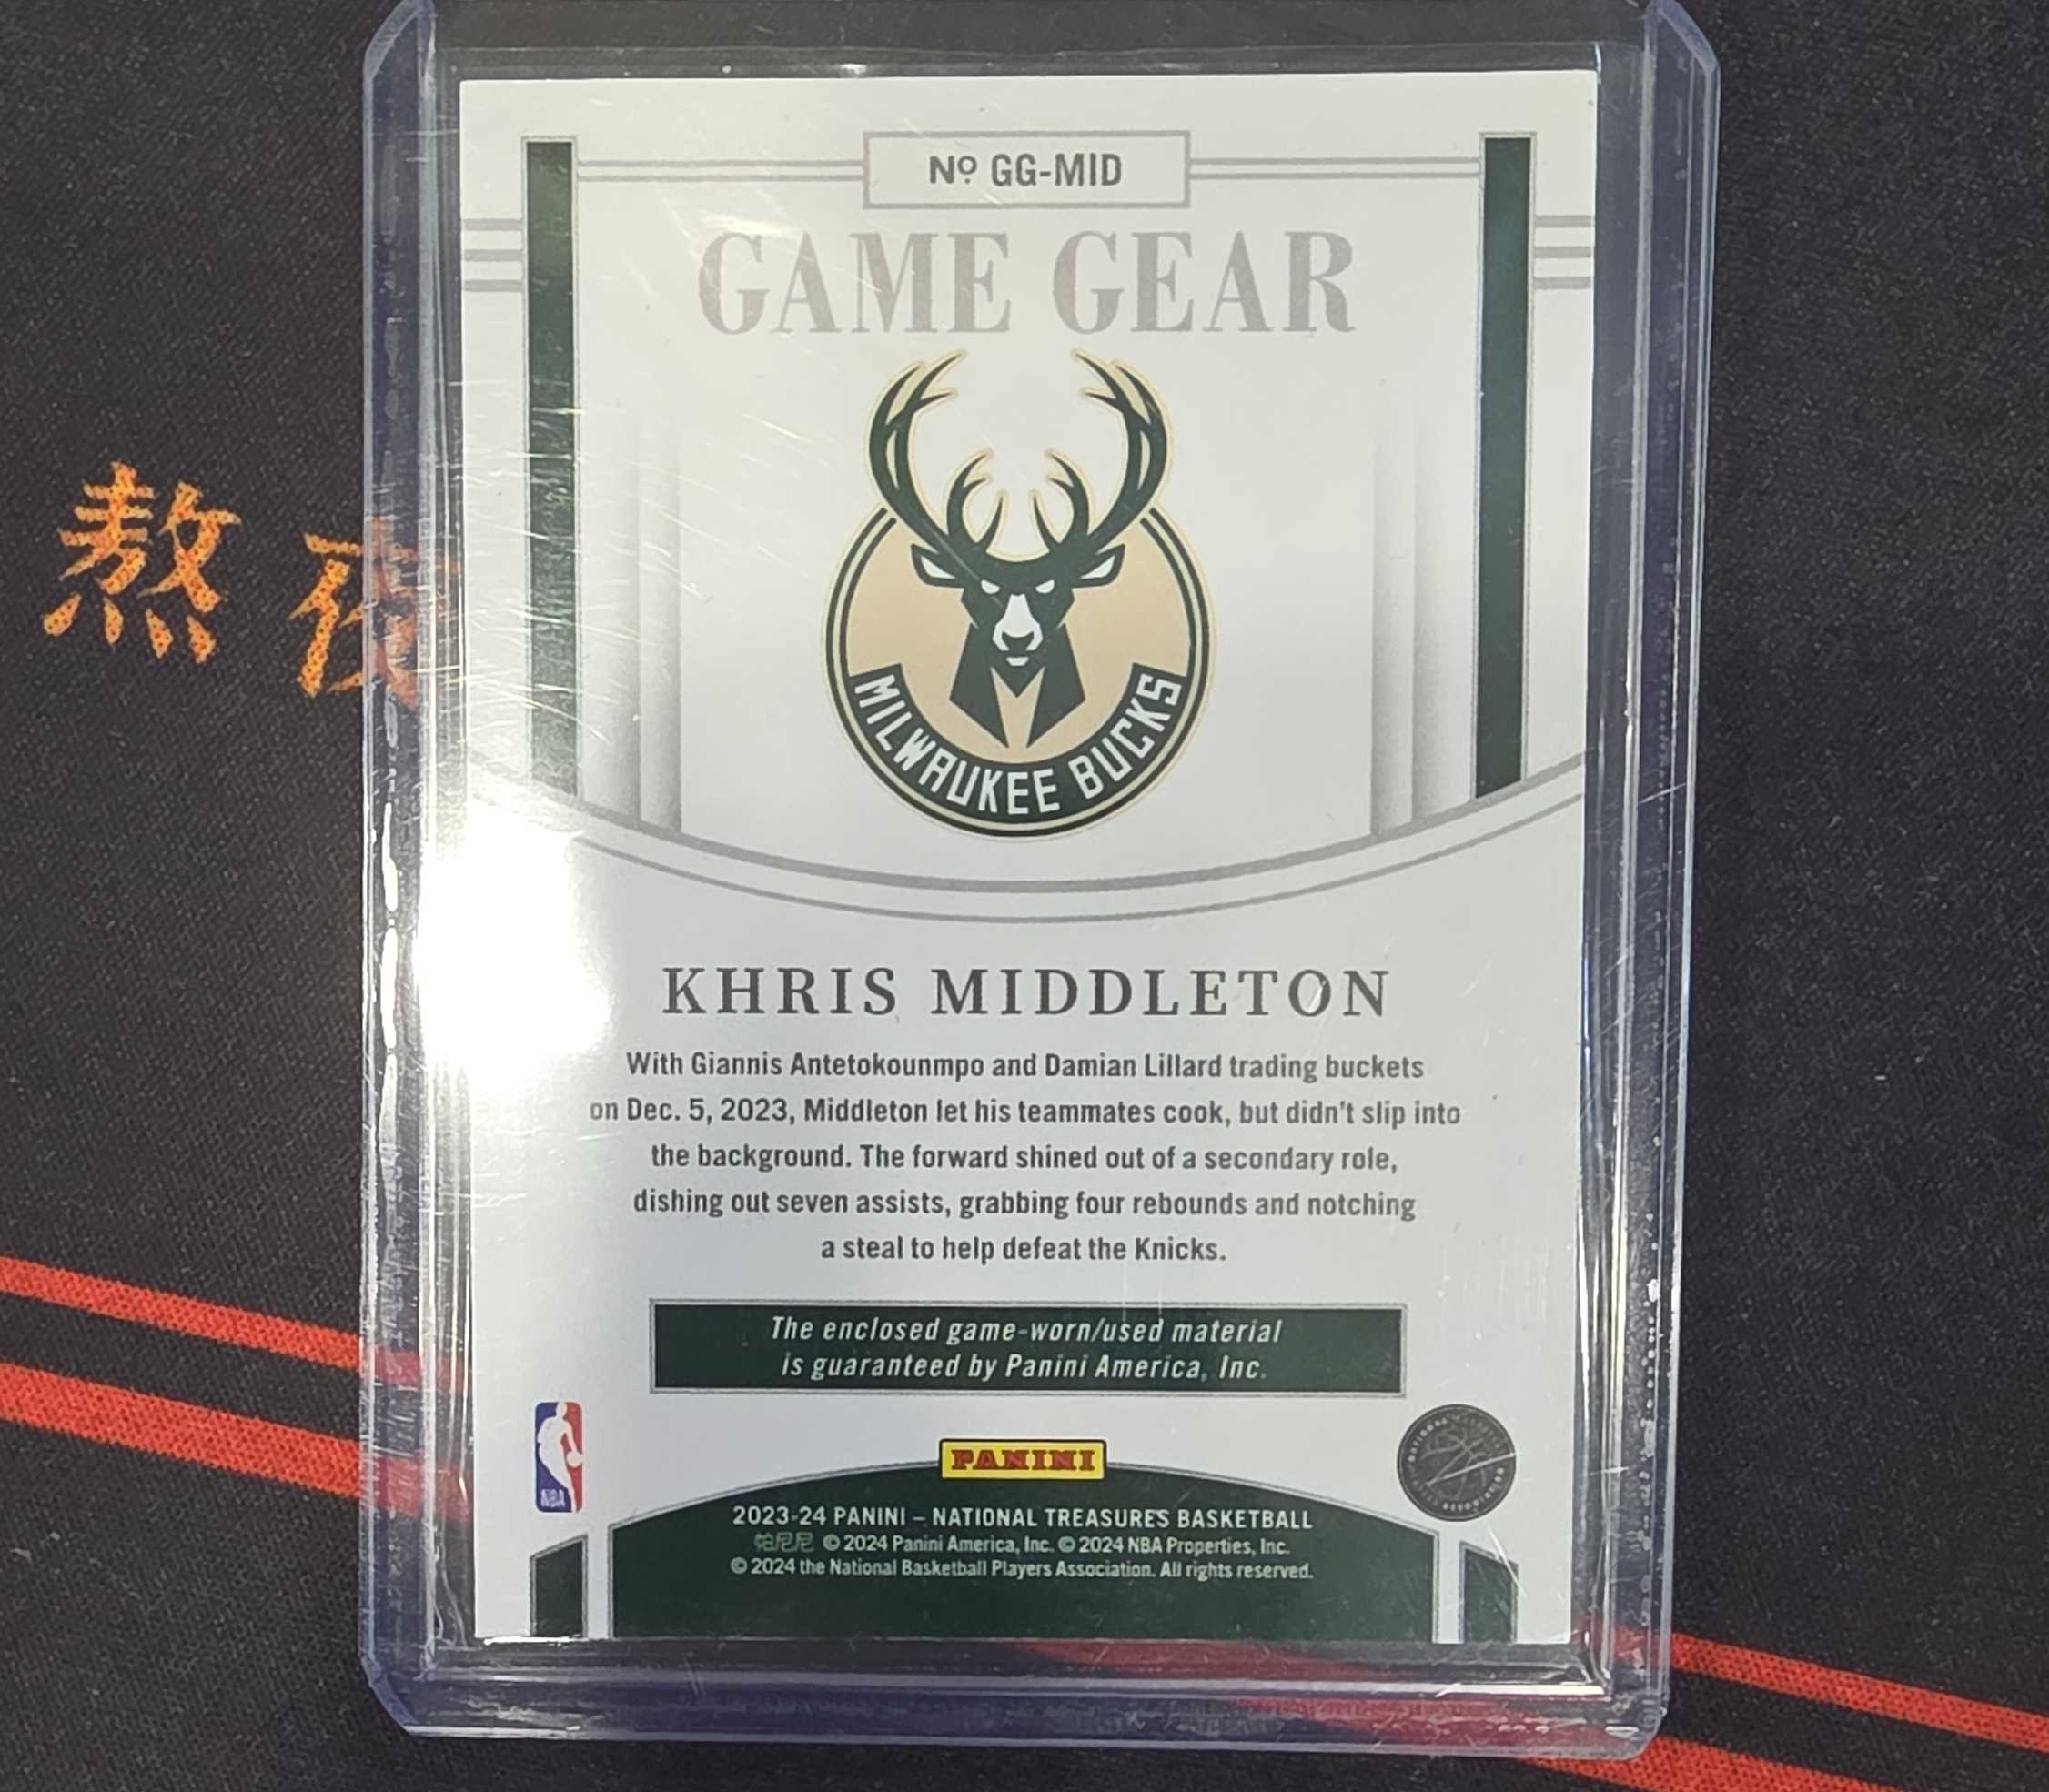 Nº GG-MID
GAME GEAR
MILWAUKEE BUCKS
熬夜
KHRIS MIDDLETON
With Giannis Antetokounmpo and Damian Lillard trading buckets
on Dec. 5, 2023, Middleton let his teammates cook, but didn't slip into
the background. The forward shined out of a secondary role,
dishing out seven assists, grabbing four rebounds and notching
a steal to help defeat the Knicks.
The enclosed game-worn/used material
is guaranteed by Panini America, Inc.
NBA
PANINI
2023-24 PANINI – NATIONAL TREASURES BASKETBALL
帕尼尼 © 2024 Panini America, Inc. © 2024 NBA Properties, Inc.
© 2024 the National Basketball Players Association. All rights reserved.